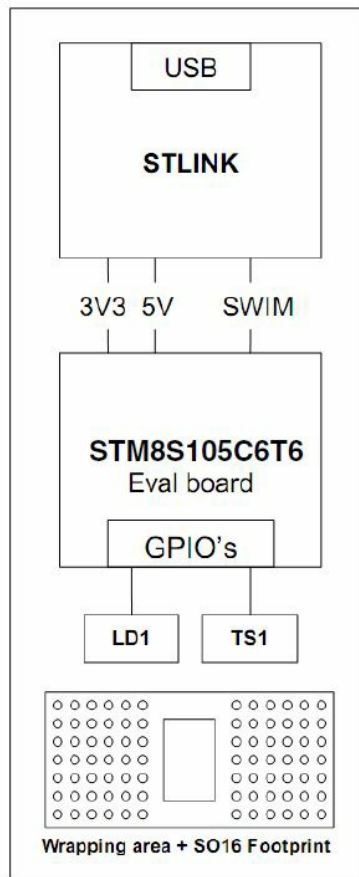 USB
STLINK
3V3 5V SWIM
STM8S105C6T6
Eval board
GPIO's
LD1 TS1
Wrapping area + SO16 Footprint